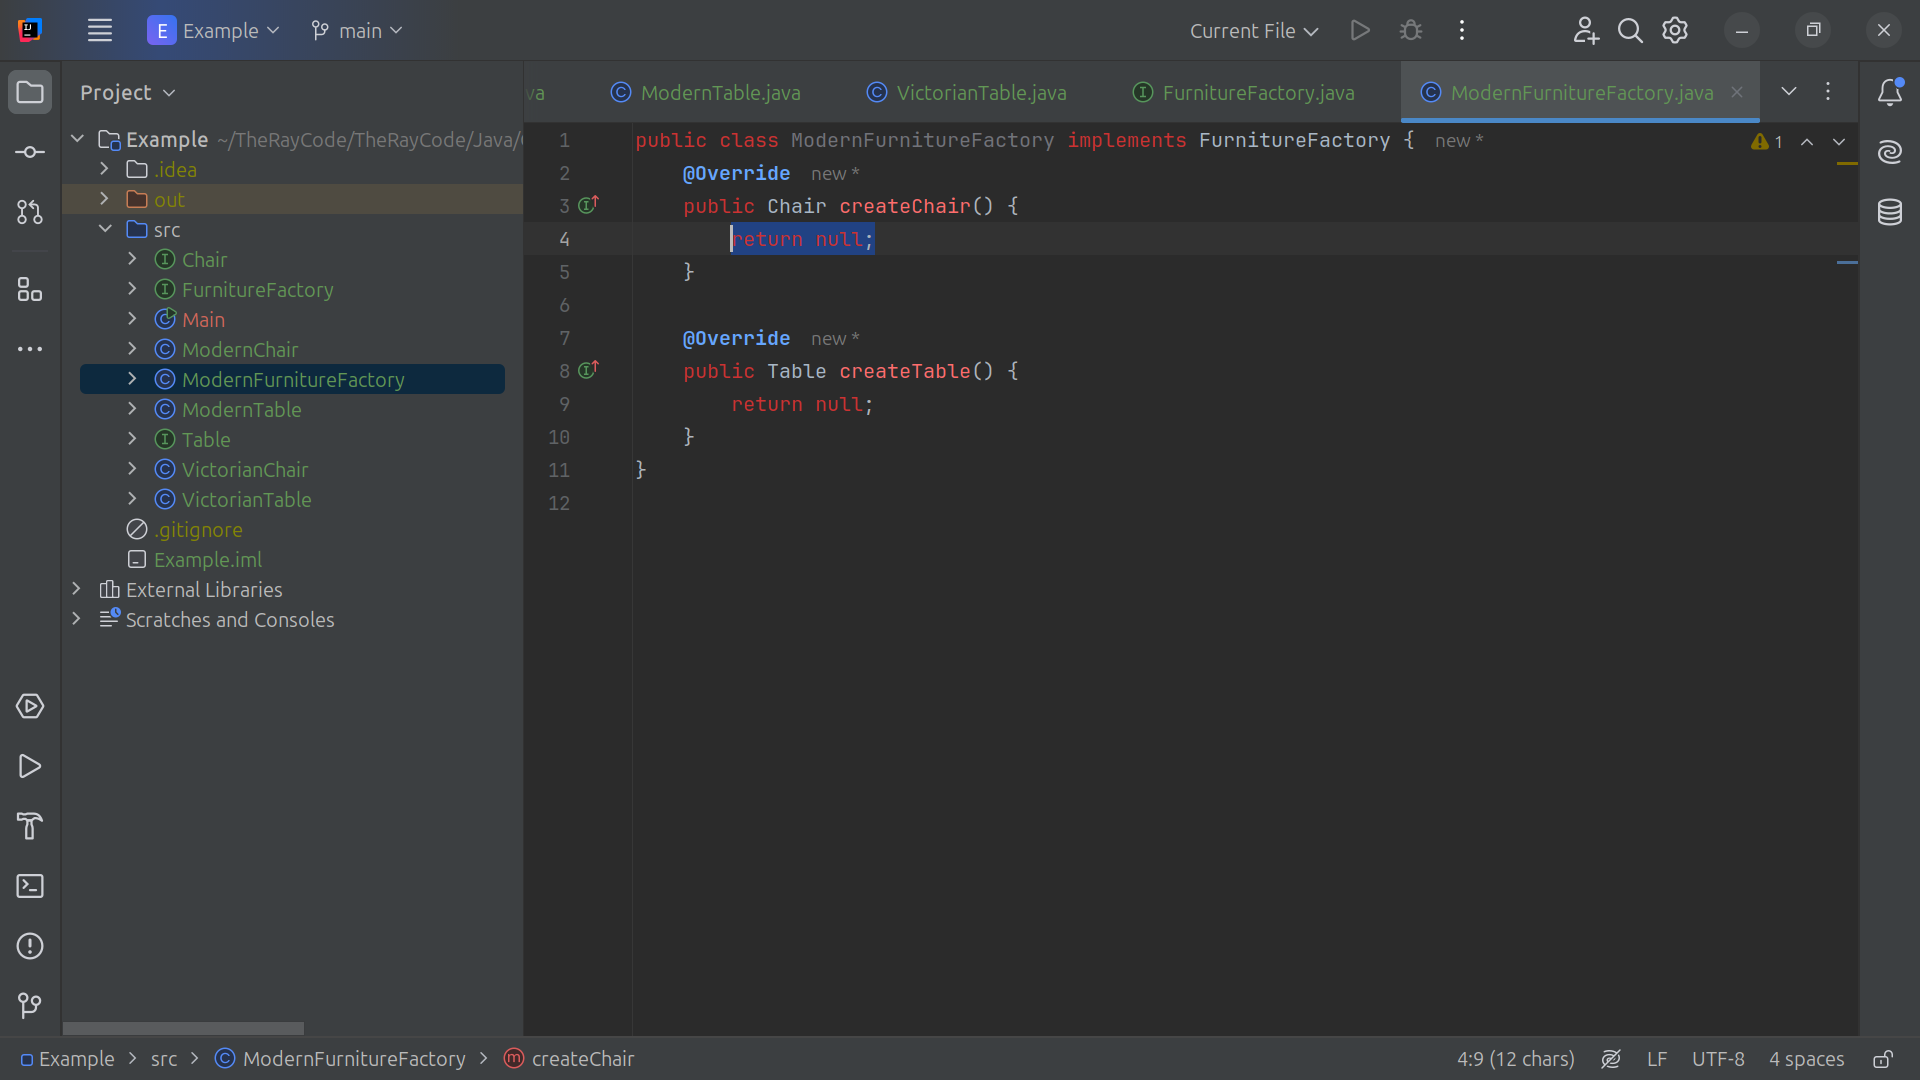 E Example main Current File
Project
va ModernTable.java VictorianTable.java FurnitureFactory.java ModernFurnitureFactory.java
Example ~/TheRayCode/TheRayCode/Java/
.idea
out
src
Chair
FurnitureFactory
Main
ModernChair
ModernFurnitureFactory
ModernTable
Table
VictorianChair
VictorianTable
.gitignore
Example.iml
External Libraries
Scratches and Consoles
1 public class ModernFurnitureFactory implements FurnitureFactory { new *
1
2 @Override new *
3 public Chair createChair() {
4 return null;
5 }
6
7 @Override new *
8 public Table createTable() {
9 return null;
10 }
11 }
12
Example > src > ModernFurnitureFactory > createChair 4:9 (12 chars) LF UTF-8 4 spaces